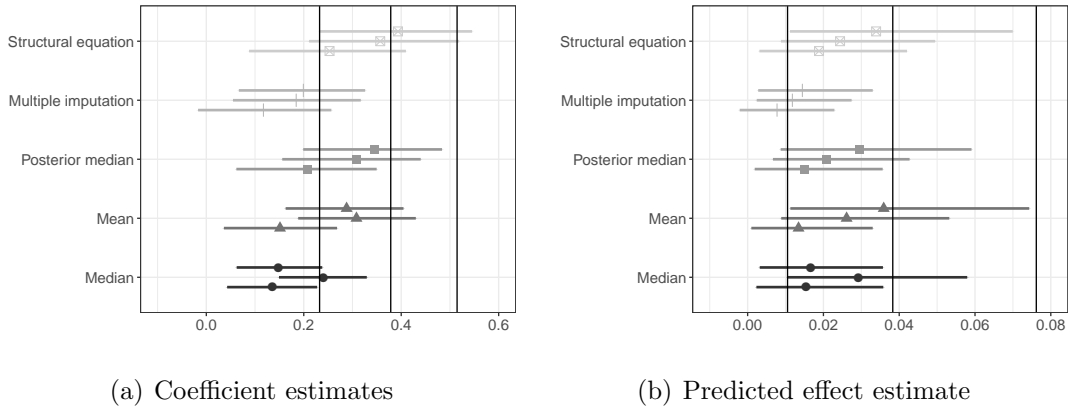 Structural equation
Multiple imputation
Posterior median
Mean
Median
0.0 0.2 0.4 0.6
(a) Coefficient estimates
Structural equation
Multiple imputation
Posterior median
Mean
Median
0.00 0.02 0.04 0.06 0.08
(b) Predicted effect estimate